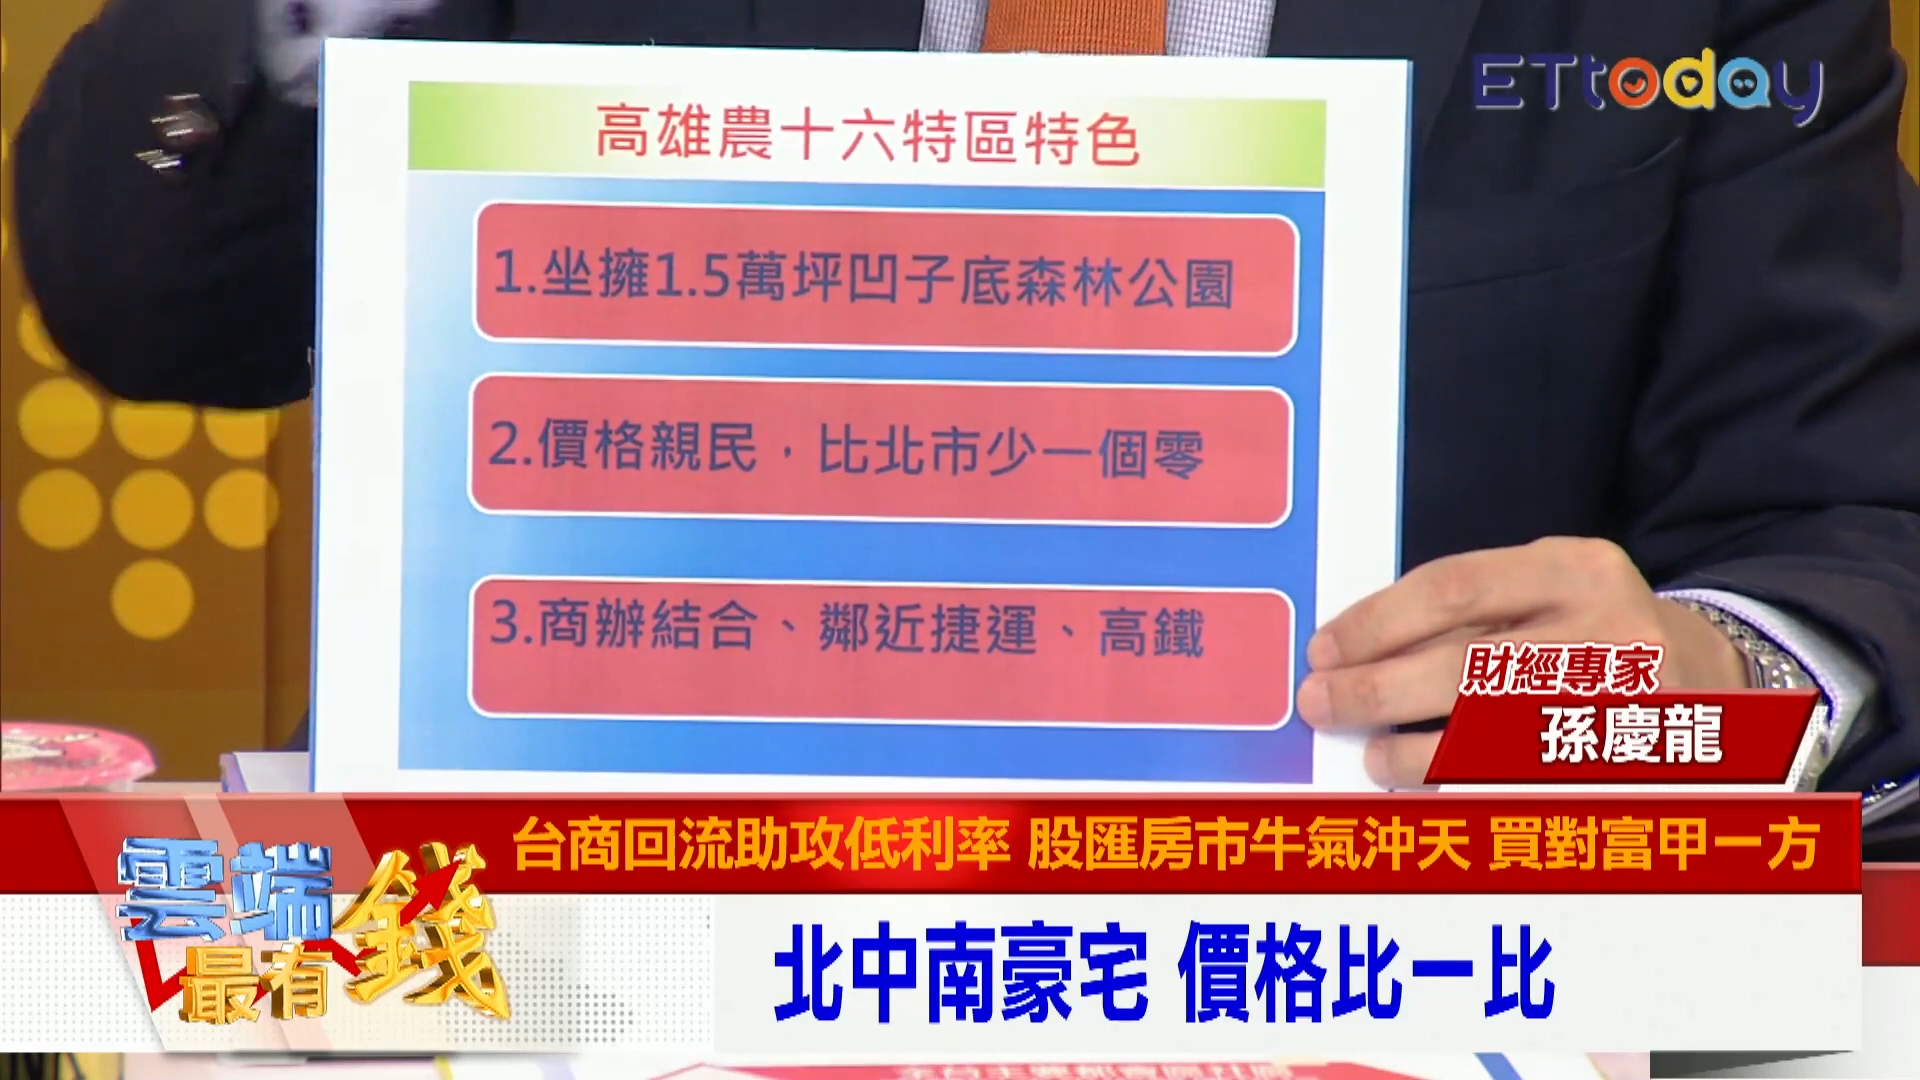 ETtoday
高雄農十六特區特色
1.坐擁1.5萬坪凹子底森林公園
2.價格親民，比北市少一個零
3.商辦結合、鄰近捷運、高鐵
財經專家
孫慶龍
台商回流助攻低利率 股匯房市牛氣沖天 買對富甲一方
雲端
最有錢
北中南豪宅 價格比一比